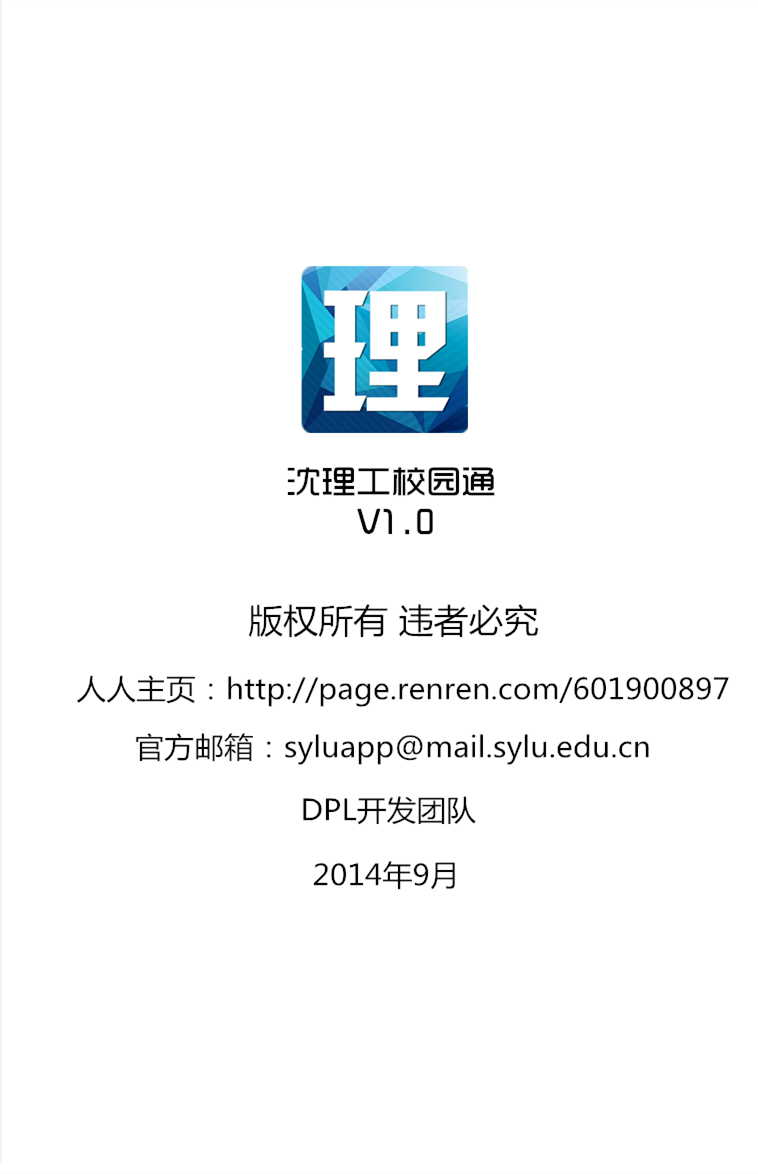 理
沈理工校园通
V1.0
版权所有 违者必究
人人主页：http://page.renren.com/601900897
官方邮箱：syluapp@mail.sylu.edu.cn
DPL开发团队
2014年9月